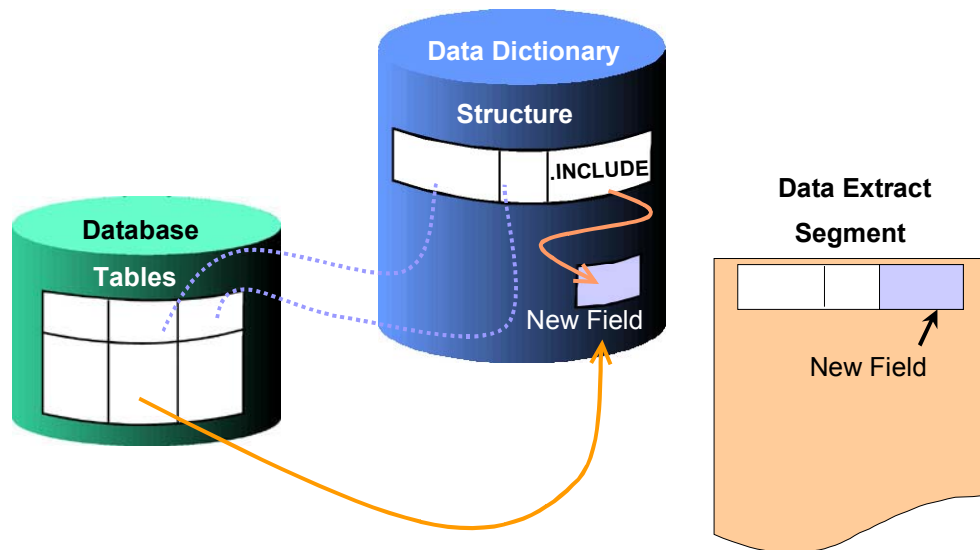 Data Dictionary
Structure
.INCLUDE
New Field
Database
Tables
Data Extract
Segment
New Field